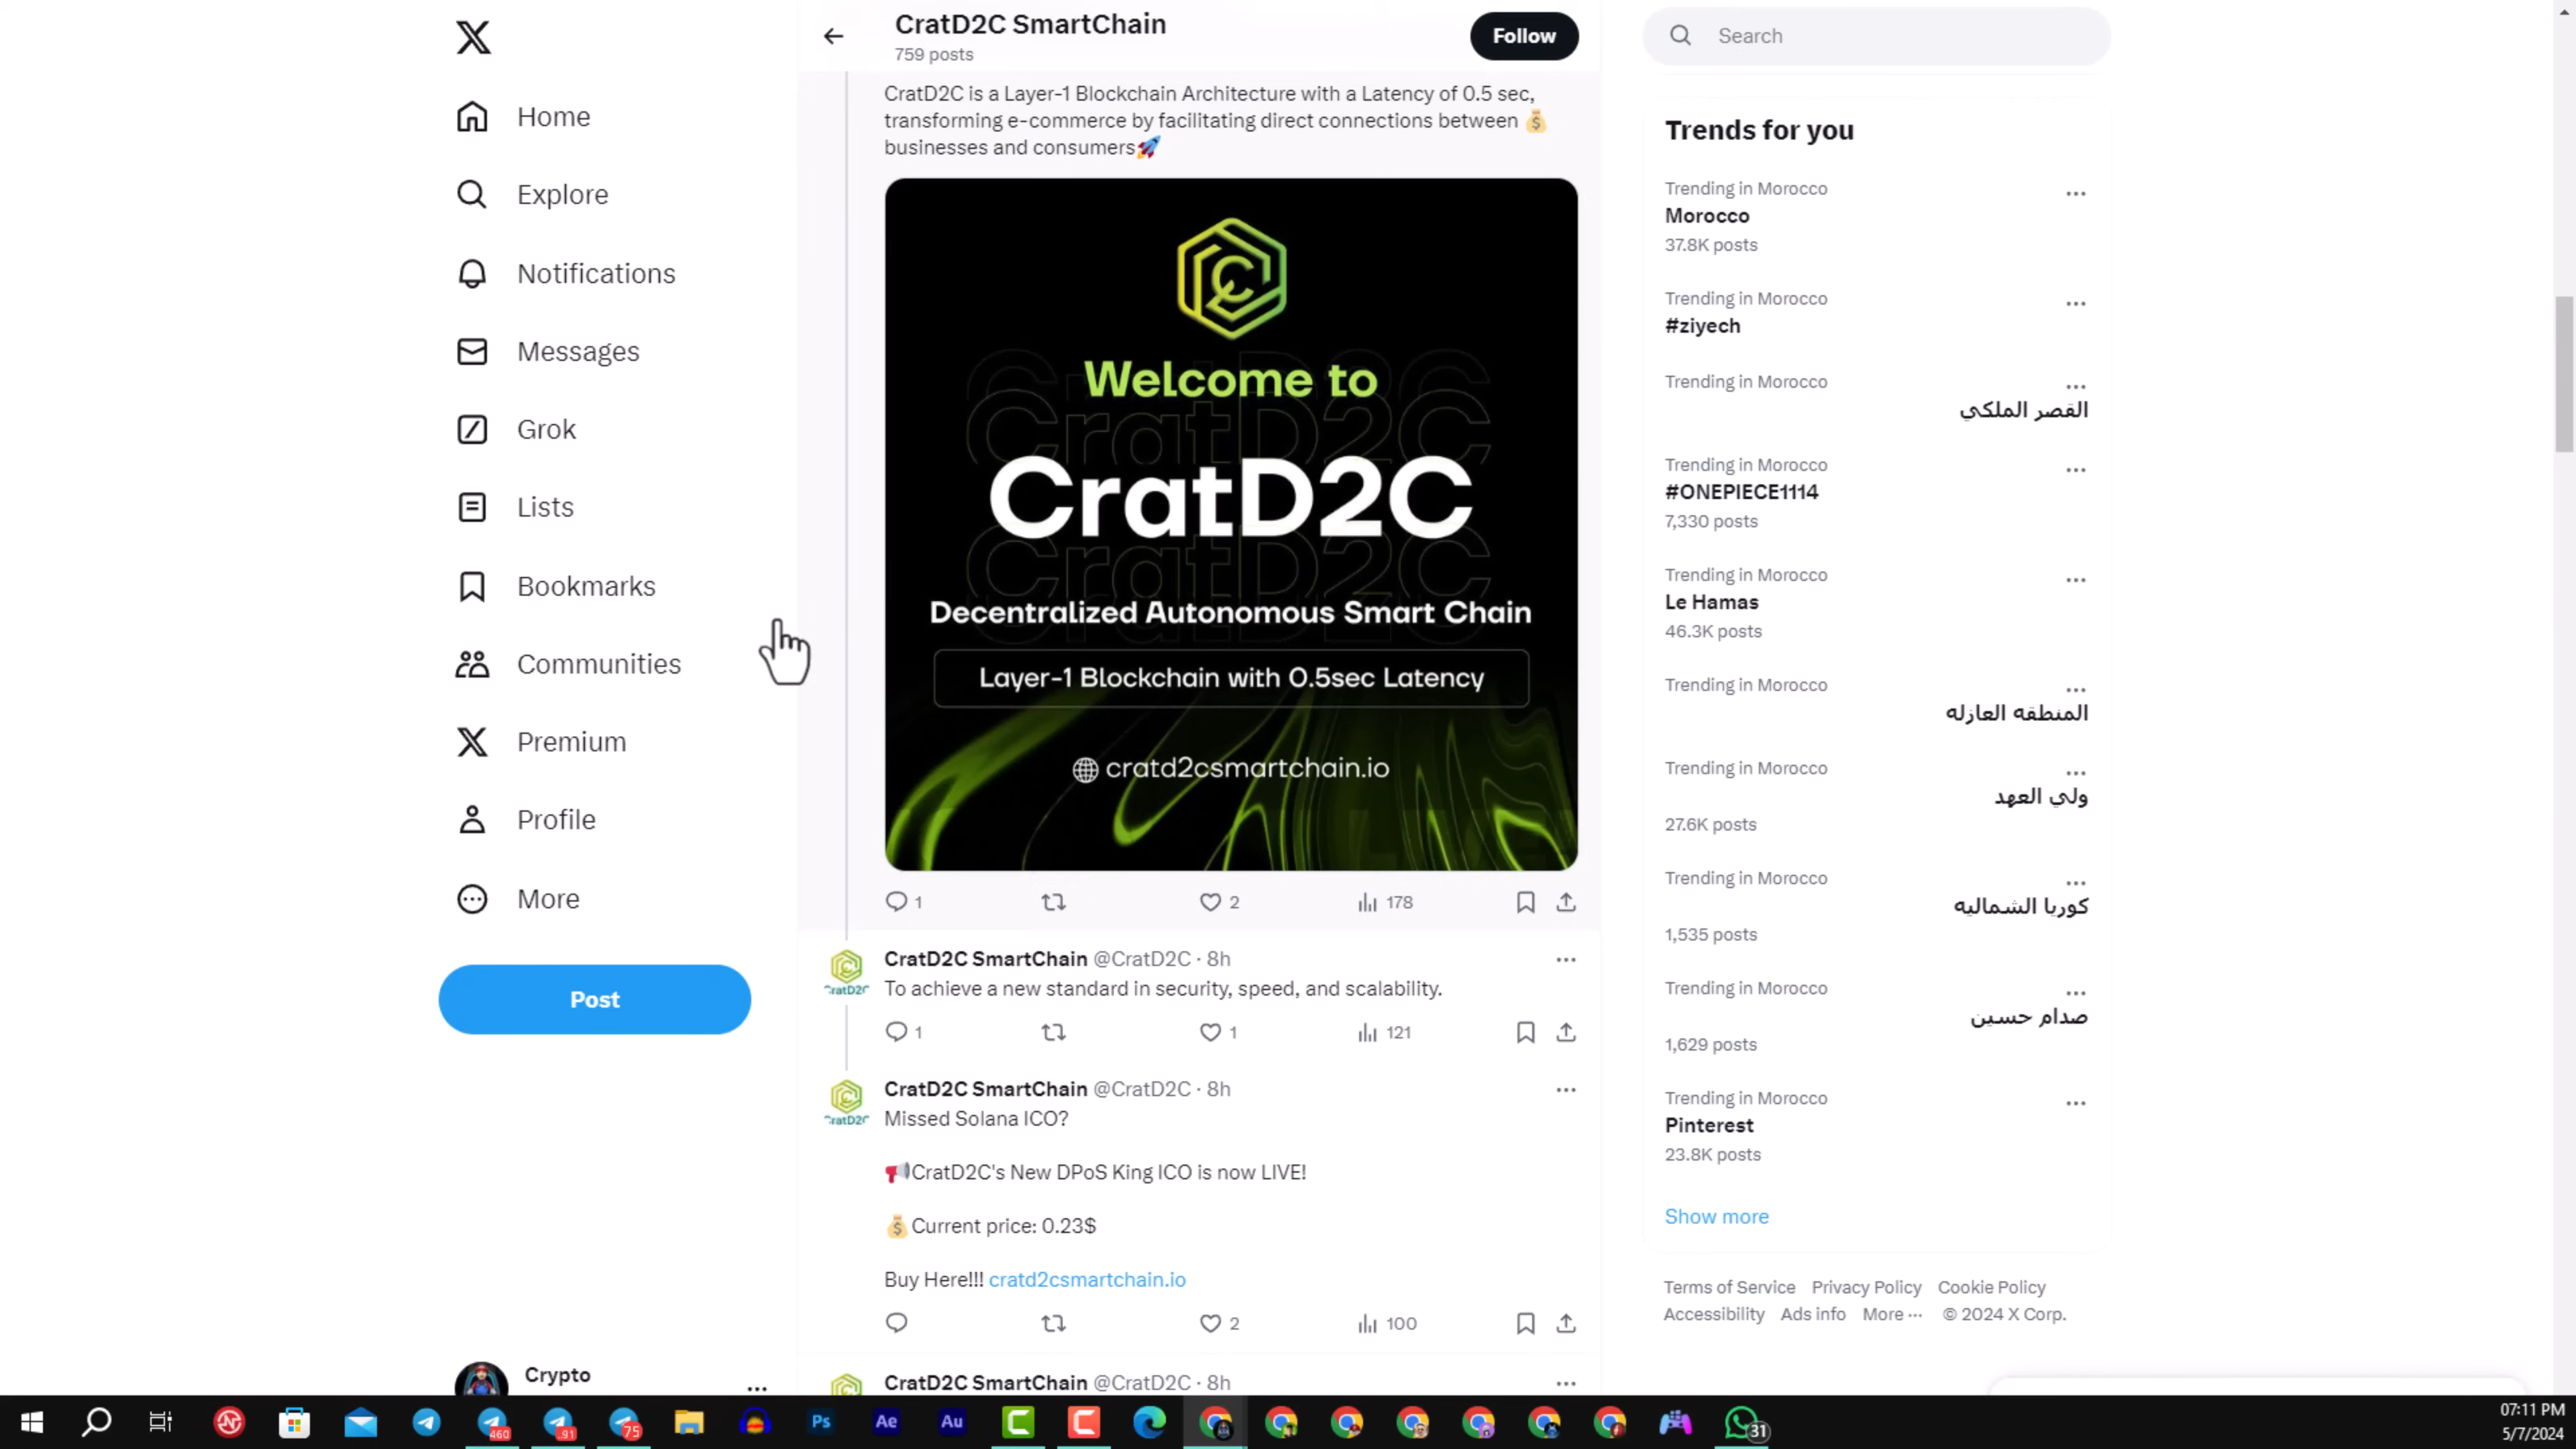 Home
Explore
Notifications
Messages
Grok
Lists
Bookmarks
Communities
Premium
Profile
More
Post
Crypto
CratD2C SmartChain
759 posts
Follow
CratD2C is a Layer-1 Blockchain Architecture with a Latency of 0.5 sec,
transforming e-commerce by facilitating direct connections between 💰
businesses and consumers🚀
Welcome to
CratD2C
Decentralized Autonomous Smart Chain
Layer-1 Blockchain with 0.5sec Latency
cratd2csmartchain.io
1 2 178
CratD2C SmartChain @CratD2C · 8h
To achieve a new standard in security, speed, and scalability.
1 1 121
CratD2C SmartChain @CratD2C · 8h
Missed Solana ICO?
📢CratD2C's New DPoS King ICO is now LIVE!
💰Current price: 0.23$
Buy Here!!! cratd2csmartchain.io
2 100
CratD2C SmartChain @CratD2C · 8h
Search
Trends for you
Trending in Morocco
Morocco
37.8K posts
Trending in Morocco
#ziyech
Trending in Morocco
القصر الملكي
Trending in Morocco
#ONEPIECE1114
7,330 posts
Trending in Morocco
Le Hamas
46.3K posts
Trending in Morocco
المنطقه العازله
Trending in Morocco
ولي العهد
27.6K posts
Trending in Morocco
كوريا الشماليه
1,535 posts
Trending in Morocco
صدام حسين
1,629 posts
Trending in Morocco
Pinterest
23.8K posts
Show more
Terms of Service Privacy Policy Cookie Policy
Accessibility Ads info More ··· © 2024 X Corp.
460 91 75 Ps Ae Au 31
07:11 PM
5/7/2024